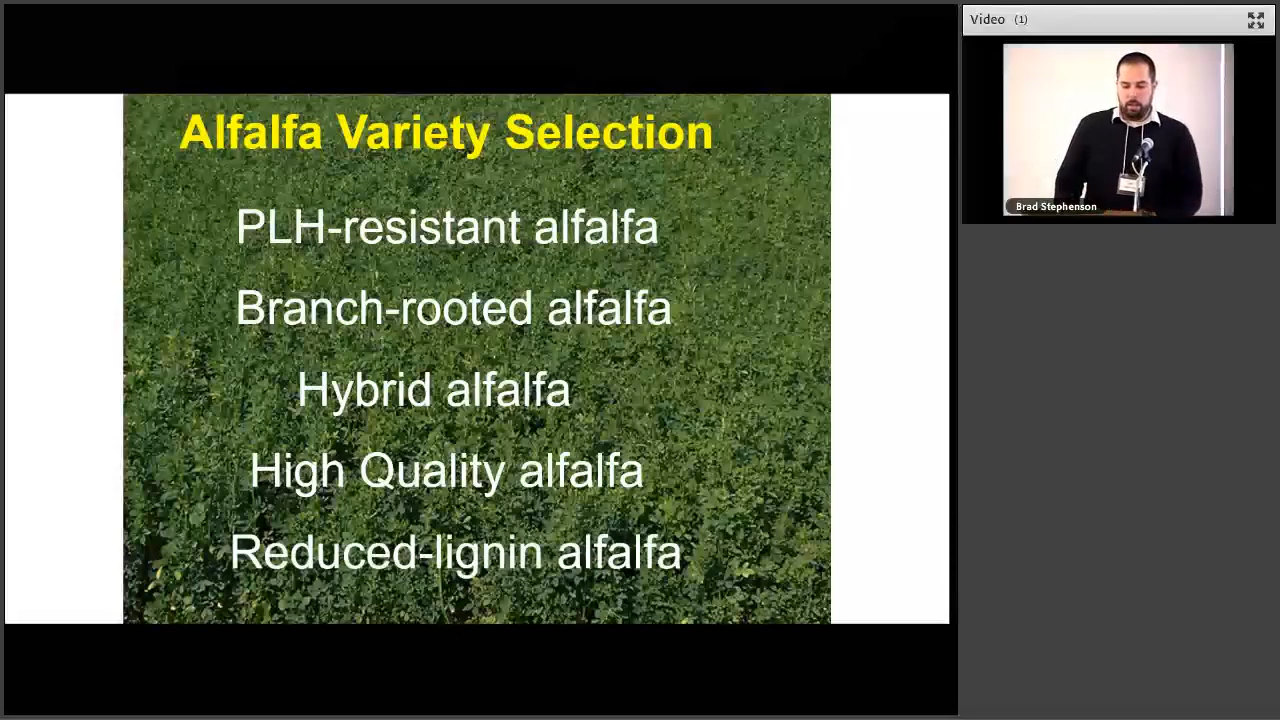 Alfalfa Variety Selection
PLH-resistant alfalfa
Branch-rooted alfalfa
Hybrid alfalfa
High Quality alfalfa
Reduced-lignin alfalfa
Video (1)
Brad Stephenson